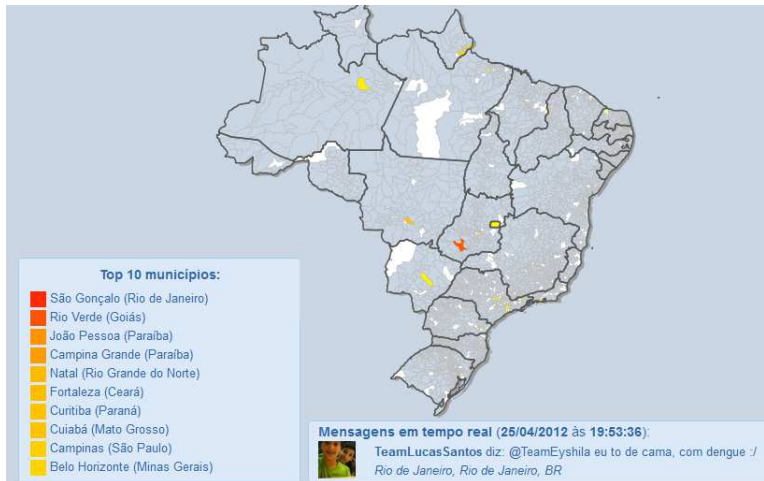 Top 10 municípios:
São Gonçalo (Rio de Janeiro)
Rio Verde (Goiás)
João Pessoa (Paraíba)
Campina Grande (Paraíba)
Natal (Rio Grande do Norte)
Fortaleza (Ceará)
Curitiba (Paraná)
Cuiabá (Mato Grosso)
Campinas (São Paulo)
Belo Horizonte (Minas Gerais)
Mensagens em tempo real (25/04/2012 às 19:53:36):
TeamLucasSantos diz: @TeamEyshila eu to de cama, com dengue :/
Rio de Janeiro, Rio de Janeiro, BR